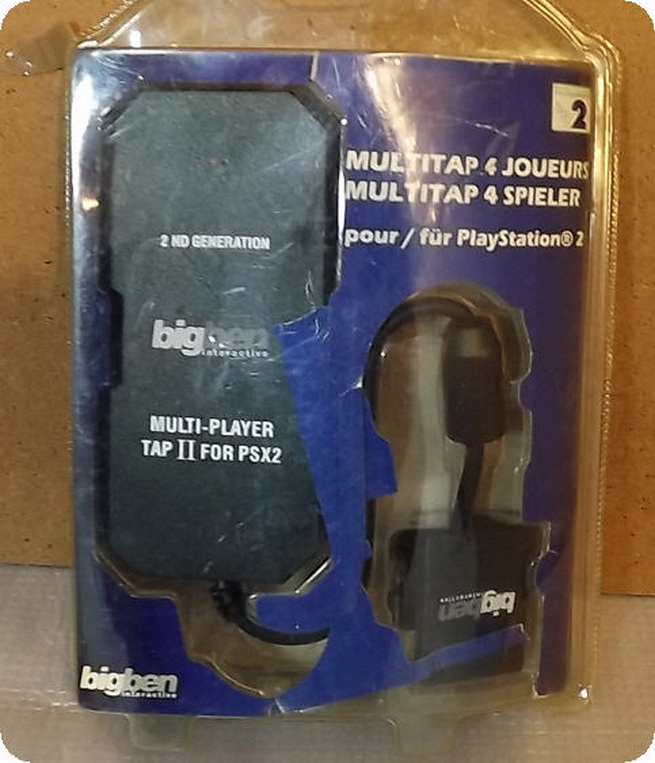 2
MULTITAP 4 JOUEURS
MULTITAP 4 SPIELER
pour / für PlayStation® 2
2 ND GENERATION
bigben
interactive
MULTI-PLAYER
TAP II FOR PSX2
bigben
interactive
bigben
interactive